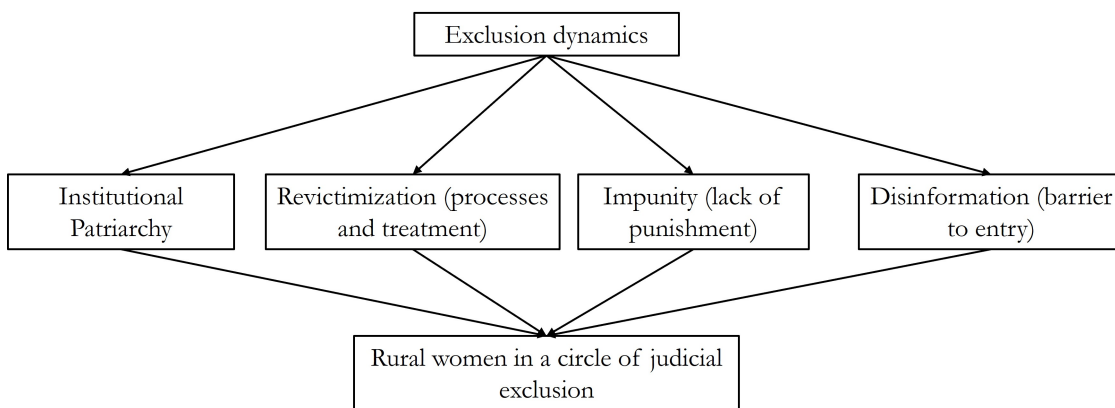 Exclusion dynamics
Institutional
Patriarchy
Revictimization (processes
and treatment)
Impunity (lack of
punishment)
Disinformation (barrier
to entry)
Rural women in a circle of judicial
exclusion